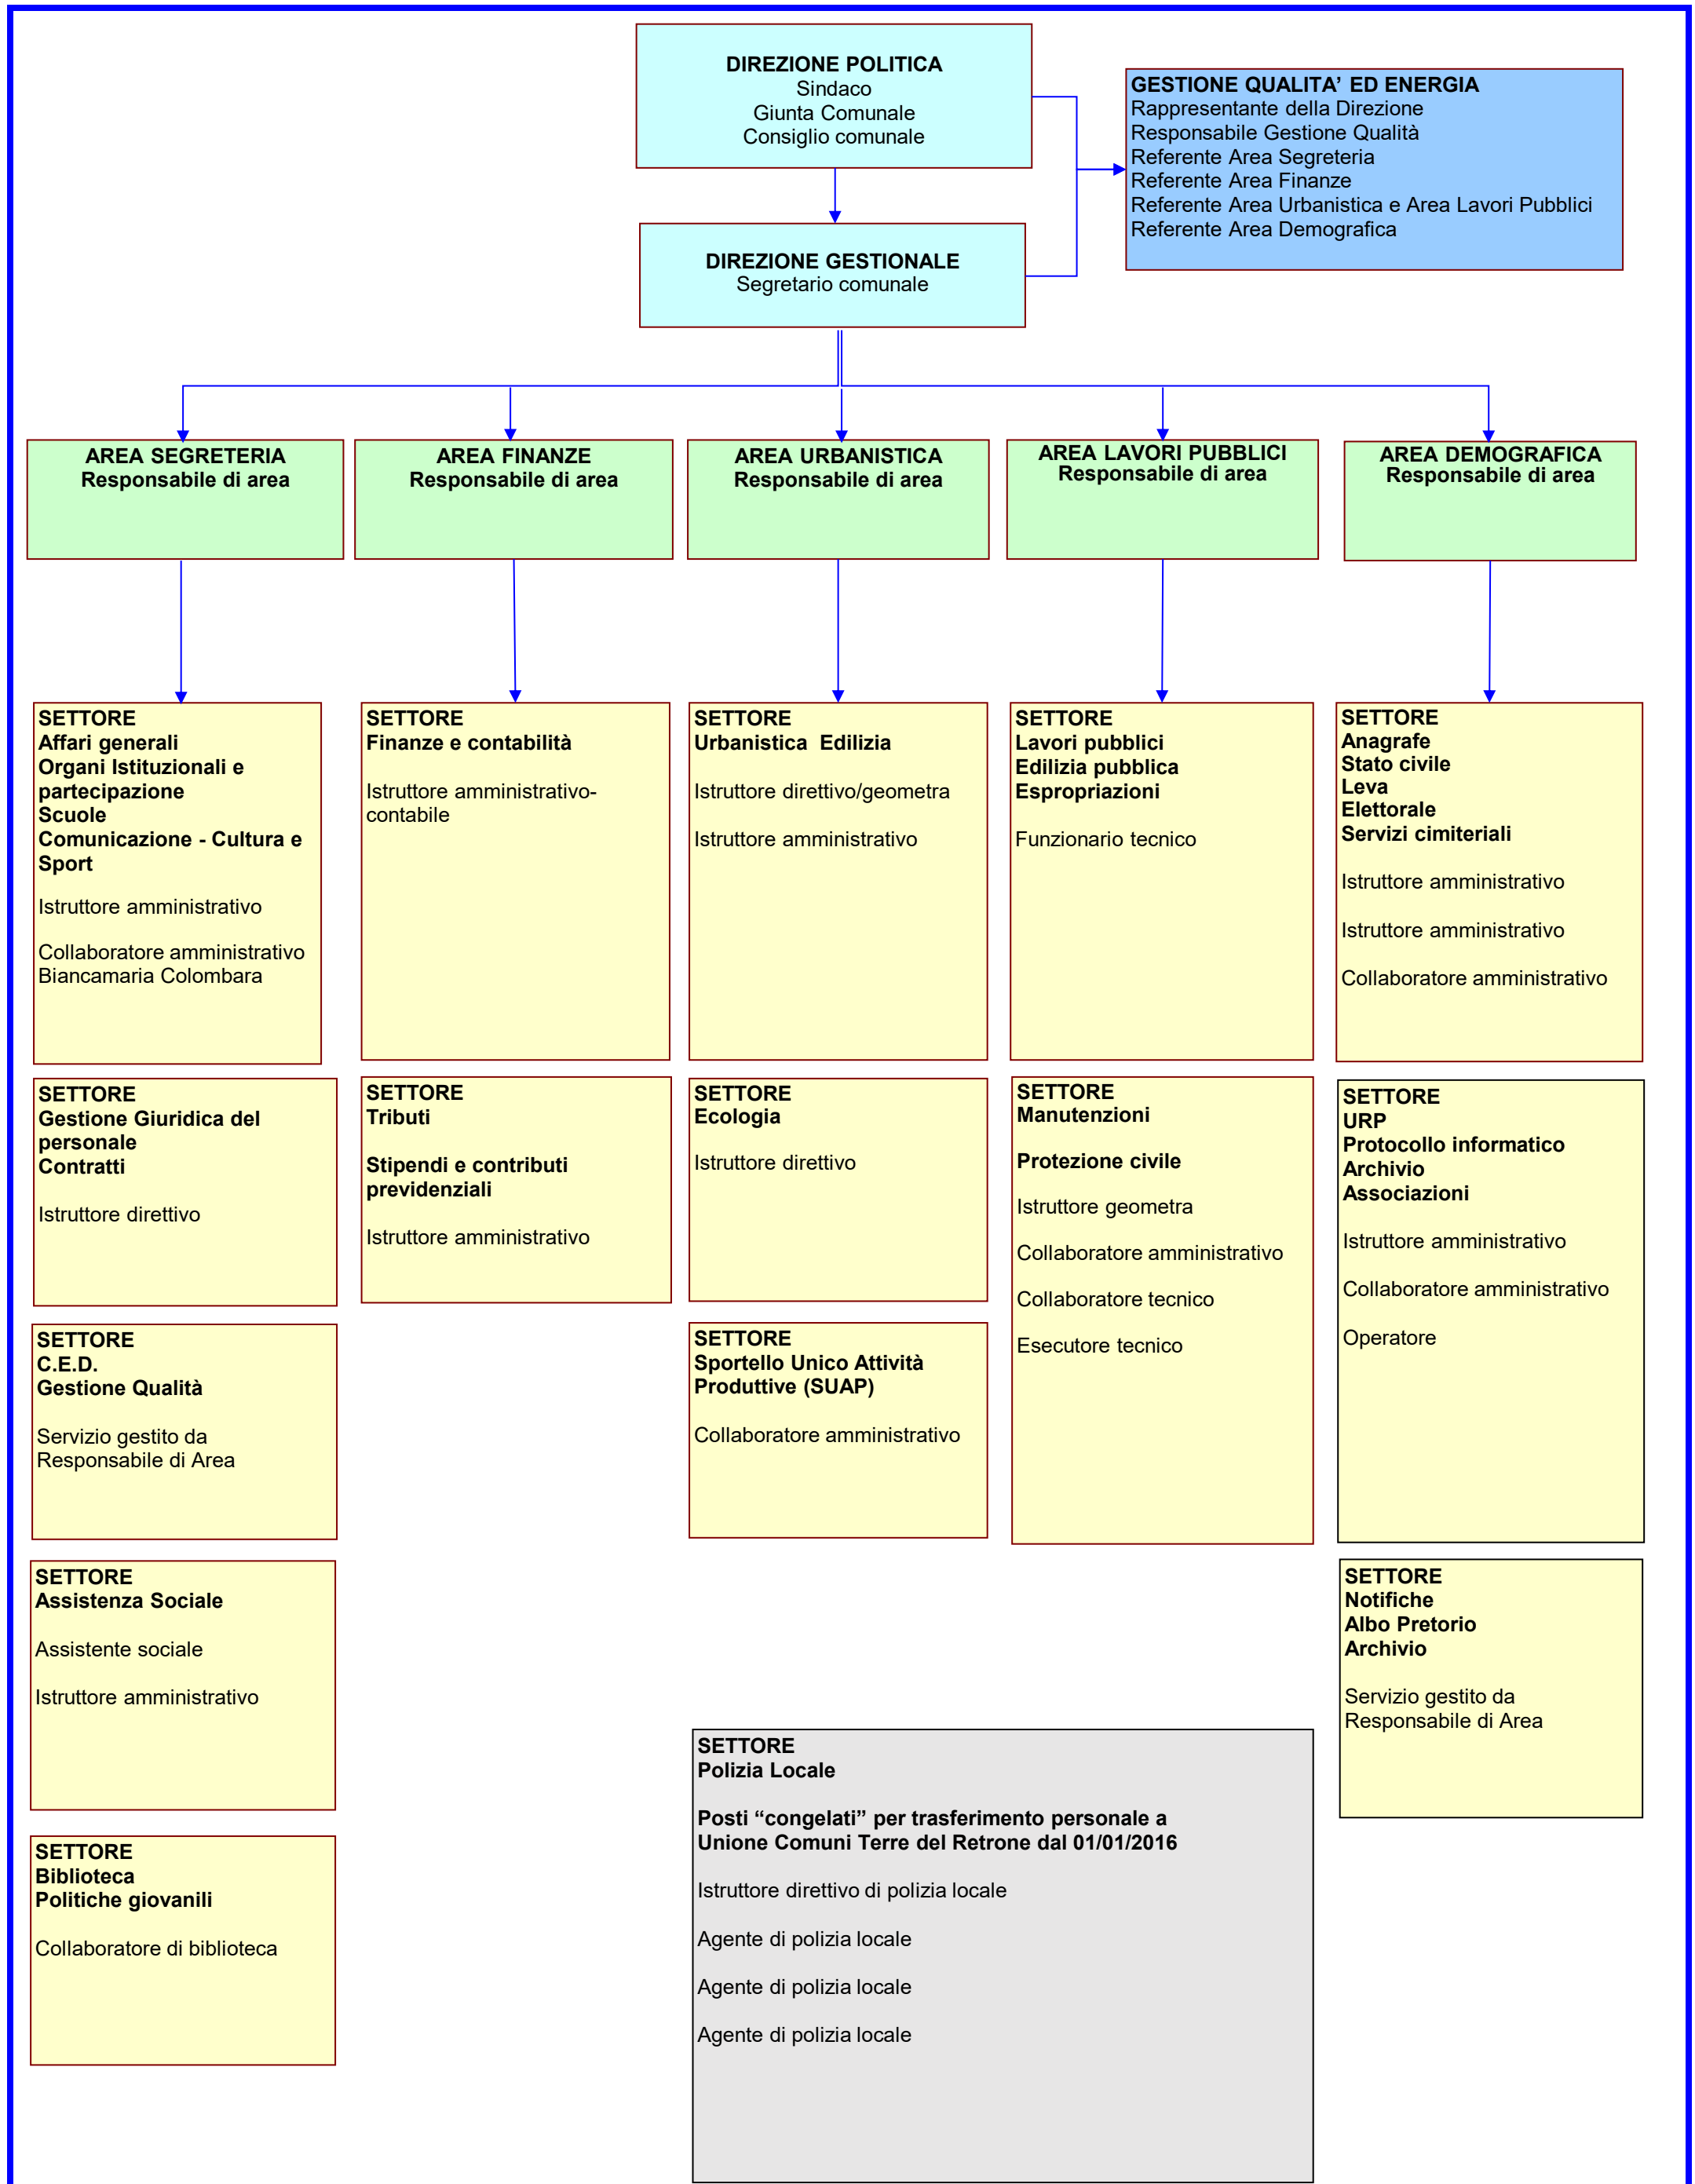 DIREZIONE POLITICA
Sindaco
Giunta Comunale
Consiglio comunale
GESTIONE QUALITA’ ED ENERGIA
Rappresentante della Direzione
Responsabile Gestione Qualità
Referente Area Segreteria
Referente Area Finanze
Referente Area Urbanistica e Area Lavori Pubblici
Referente Area Demografica
DIREZIONE GESTIONALE
Segretario comunale
AREA SEGRETERIA
Responsabile di area
AREA FINANZE
Responsabile di area
AREA URBANISTICA
Responsabile di area
AREA LAVORI PUBBLICI
Responsabile di area
AREA DEMOGRAFICA
Responsabile di area
SETTORE
Affari generali
Organi Istituzionali e
partecipazione
Scuole
Comunicazione - Cultura e
Sport
Istruttore amministrativo
Collaboratore amministrativo
Biancamaria Colombara
SETTORE
Finanze e contabilità
Istruttore amministrativo-
contabile
SETTORE
Urbanistica  Edilizia
Istruttore direttivo/geometra
Istruttore amministrativo
SETTORE
Lavori pubblici
Edilizia pubblica
Espropriazioni
Funzionario tecnico
SETTORE
Anagrafe
Stato civile
Leva
Elettorale
Servizi cimiteriali
Istruttore amministrativo
Istruttore amministrativo
Collaboratore amministrativo
SETTORE
Gestione Giuridica del
personale
Contratti
Istruttore direttivo
SETTORE
Tributi
Stipendi e contributi
previdenziali
Istruttore amministrativo
SETTORE
Ecologia
Istruttore direttivo
SETTORE
Manutenzioni
Protezione civile
Istruttore geometra
Collaboratore amministrativo
Collaboratore tecnico
Esecutore tecnico
SETTORE
URP
Protocollo informatico
Archivio
Associazioni
Istruttore amministrativo
Collaboratore amministrativo
Operatore
SETTORE
C.E.D.
Gestione Qualità
Servizio gestito da
Responsabile di Area
SETTORE
Sportello Unico Attività
Produttive (SUAP)
Collaboratore amministrativo
SETTORE
Assistenza Sociale
Assistente sociale
Istruttore amministrativo
SETTORE
Notifiche
Albo Pretorio
Archivio
Servizio gestito da
Responsabile di Area
SETTORE
Polizia Locale
Posti “congelati” per trasferimento personale a
Unione Comuni Terre del Retrone dal 01/01/2016
Istruttore direttivo di polizia locale
Agente di polizia locale
Agente di polizia locale
Agente di polizia locale
SETTORE
Biblioteca
Politiche giovanili
Collaboratore di biblioteca